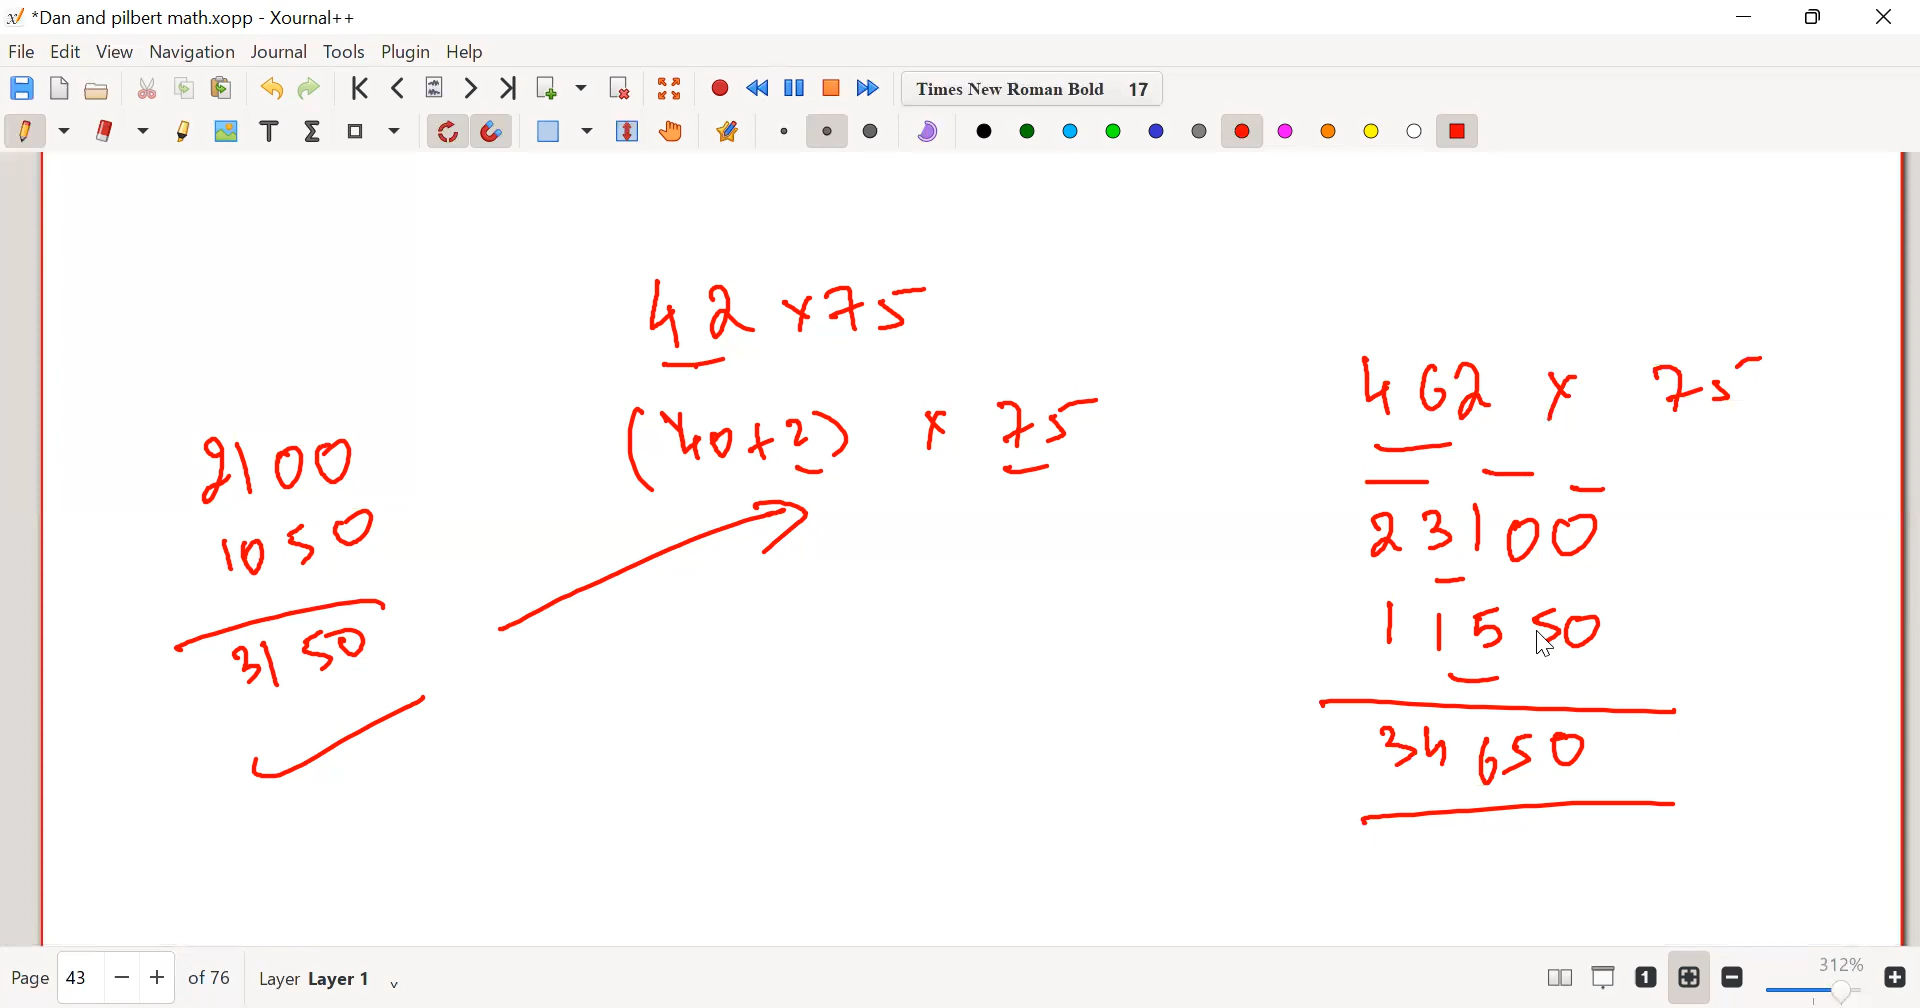 *Dan and pilbert math.xopp - Xournal++
File Edit View Navigation Journal Tools Plugin Help
Times New Roman Bold 17
42 x75
(40+2) x 75
2100
1050
3150
462 x 75
23100
11550
34650
Page 43 of 76 Layer Layer 1 1 312%